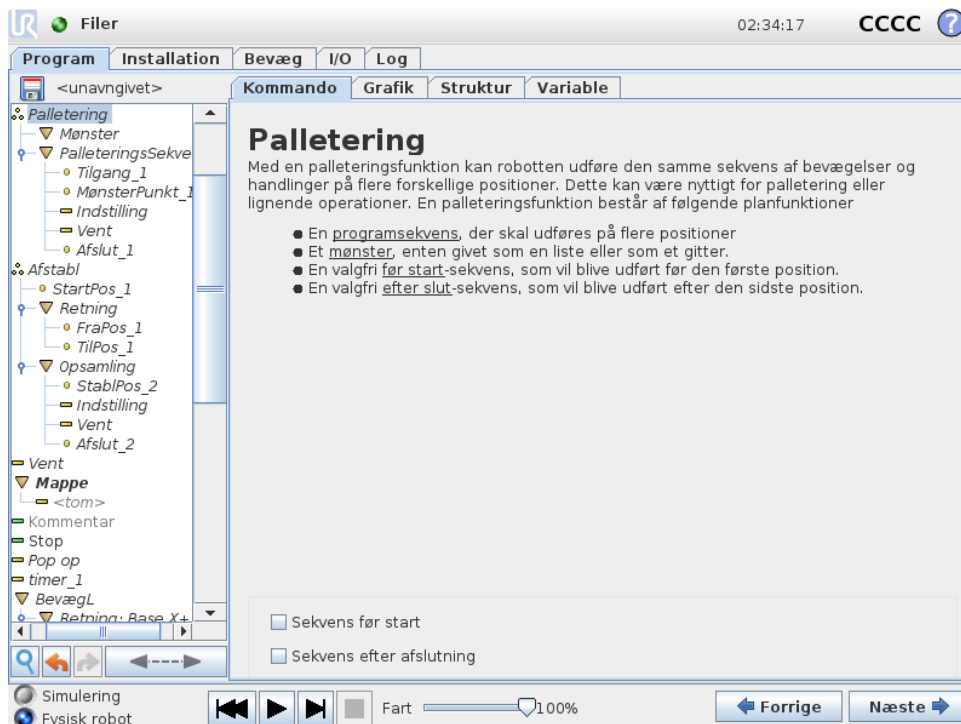 UR Filer 02:34:17 CCCC ?
Program Installation Bevæg I/O Log
<unavngivet>
Kommando Grafik Struktur Variable
Palletering
Mønster
PalleteringsSekve
Tilgang_1
MønsterPunkt_1
Indstilling
Vent
Afslut_1
Afstabl
StartPos_1
Retning
FraPos_1
TilPos_1
Opsamling
StablPos_2
Indstilling
Vent
Afslut_2
Vent
Mappe
<tom>
Kommentar
Stop
Pop op
timer_1
BevægL
Retning: Base X+
Palletering
Med en palleteringsfunktion kan robotten udføre den samme sekvens af bevægelser og
handlinger på flere forskellige positioner. Dette kan være nyttigt for palletering eller
lignende operationer. En palleteringsfunktion består af følgende planfunktioner
● En programsekvens, der skal udføres på flere positioner
● Et mønster, enten givet som en liste eller som et gitter.
● En valgfri før start-sekvens, som vil blive udført før den første position.
● En valgfri efter slut-sekvens, som vil blive udført efter den sidste position.
Sekvens før start
Sekvens efter afslutning
Simulering
Fysisk robot
Fart 100%
Forrige Næste